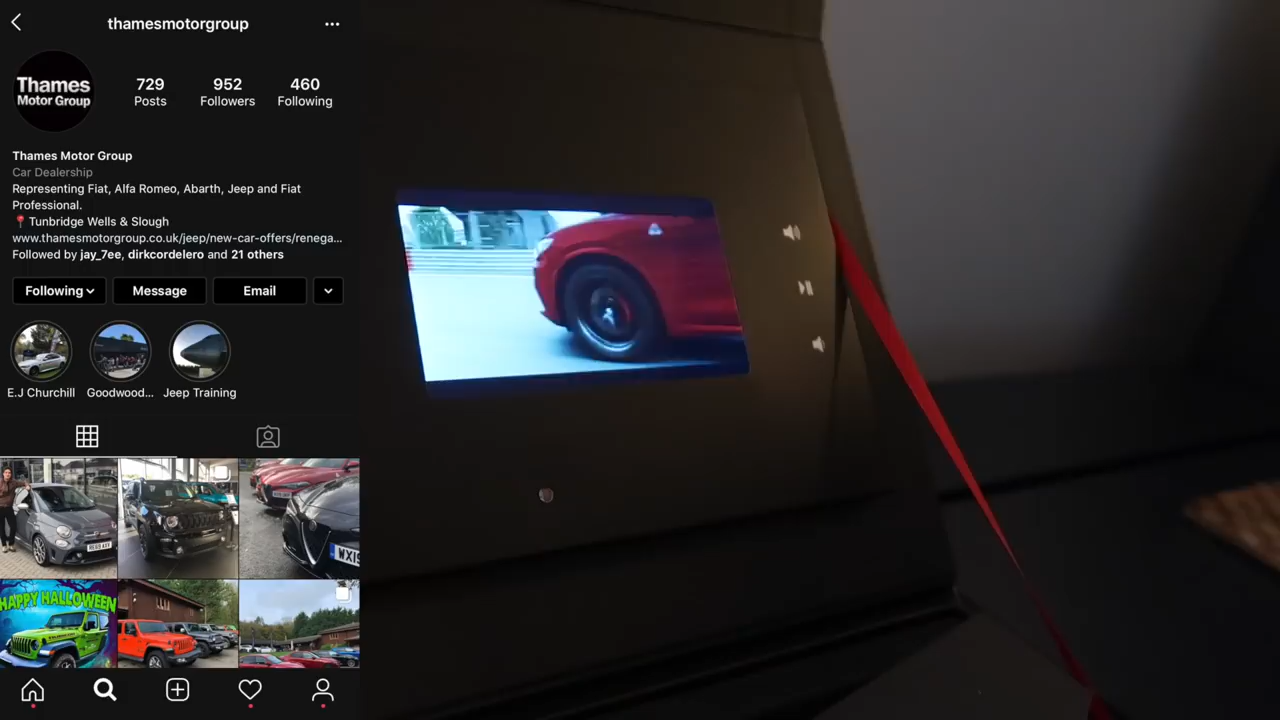 thamesmotorgroup
Thames
Motor Group
729
Posts
952
Followers
460
Following
Thames Motor Group
Car Dealership
Representing Fiat, Alfa Romeo, Abarth, Jeep and Fiat
Professional.
Tunbridge Wells & Slough
www.thamesmotorgroup.co.uk/jeep/new-car-offers/renega...
Followed by jay_7ee, dirkcordelero and 21 others
Following
Message
Email
E.J Churchill
Goodwood...
Jeep Training
HAPPY HALLOWEEN